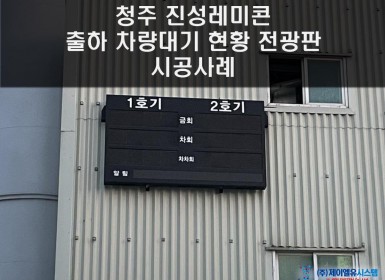 청주 진성레미콘
출하 차량대기 현황 전광판
시공사례
1호기 2호기
금회
차회
차차회
알림
(주)제이엘유시스템